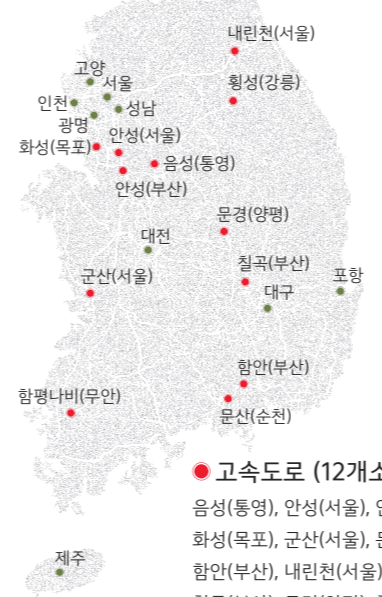 내린천(서울)
고양
서울
횡성(강릉)
인천
성남
광명
안성(서울)
화성(목포)
음성(통영)
안성(부산)
문경(양평)
대전
칠곡(부산)
포항
군산(서울)
대구
함안(부산)
함평나비(무안)
문산(순천)
고속도로 (12개소
음성(통영), 안성(서울),
화성(목포), 군산(서울),
함안(부산), 내린천(서울)
제주